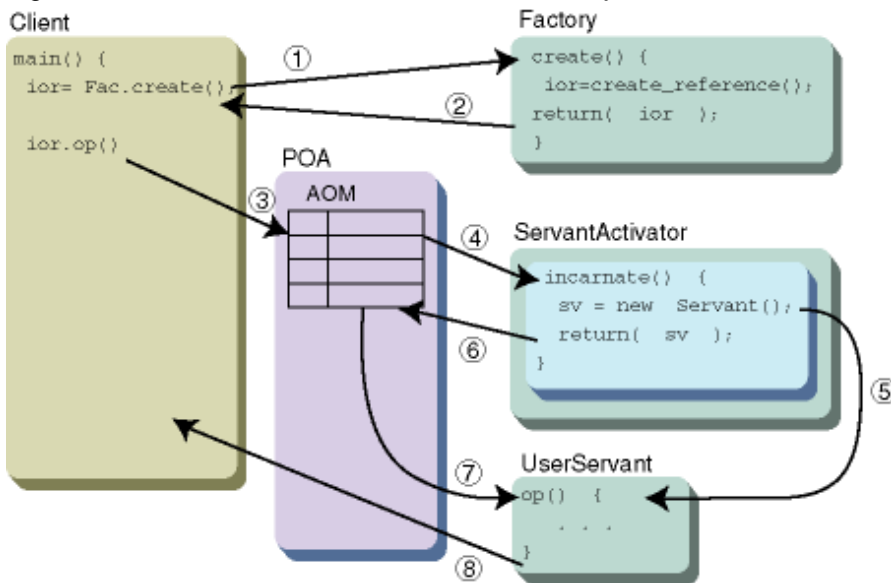 Client
main() {
ior= Fac.create();
ior.op()
①
②
Factory
create() {
ior=create_reference();
return( ior );
}
POA
AOM
③
④
ServantActivator
incarnate() {
sv = new Servant();
return( sv );
}
⑤
⑥
⑦
UserServant
op() {
. . .
}
⑧